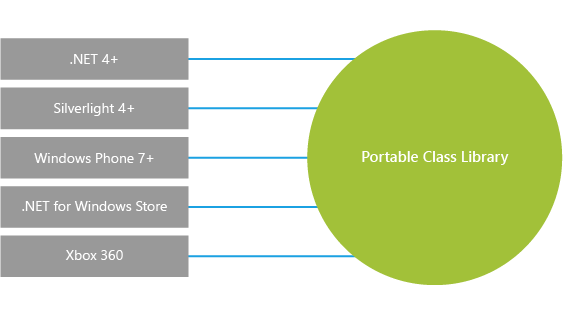 .NET 4+
Silverlight 4+
Windows Phone 7+
.NET for Windows Store
Xbox 360
Portable Class Library